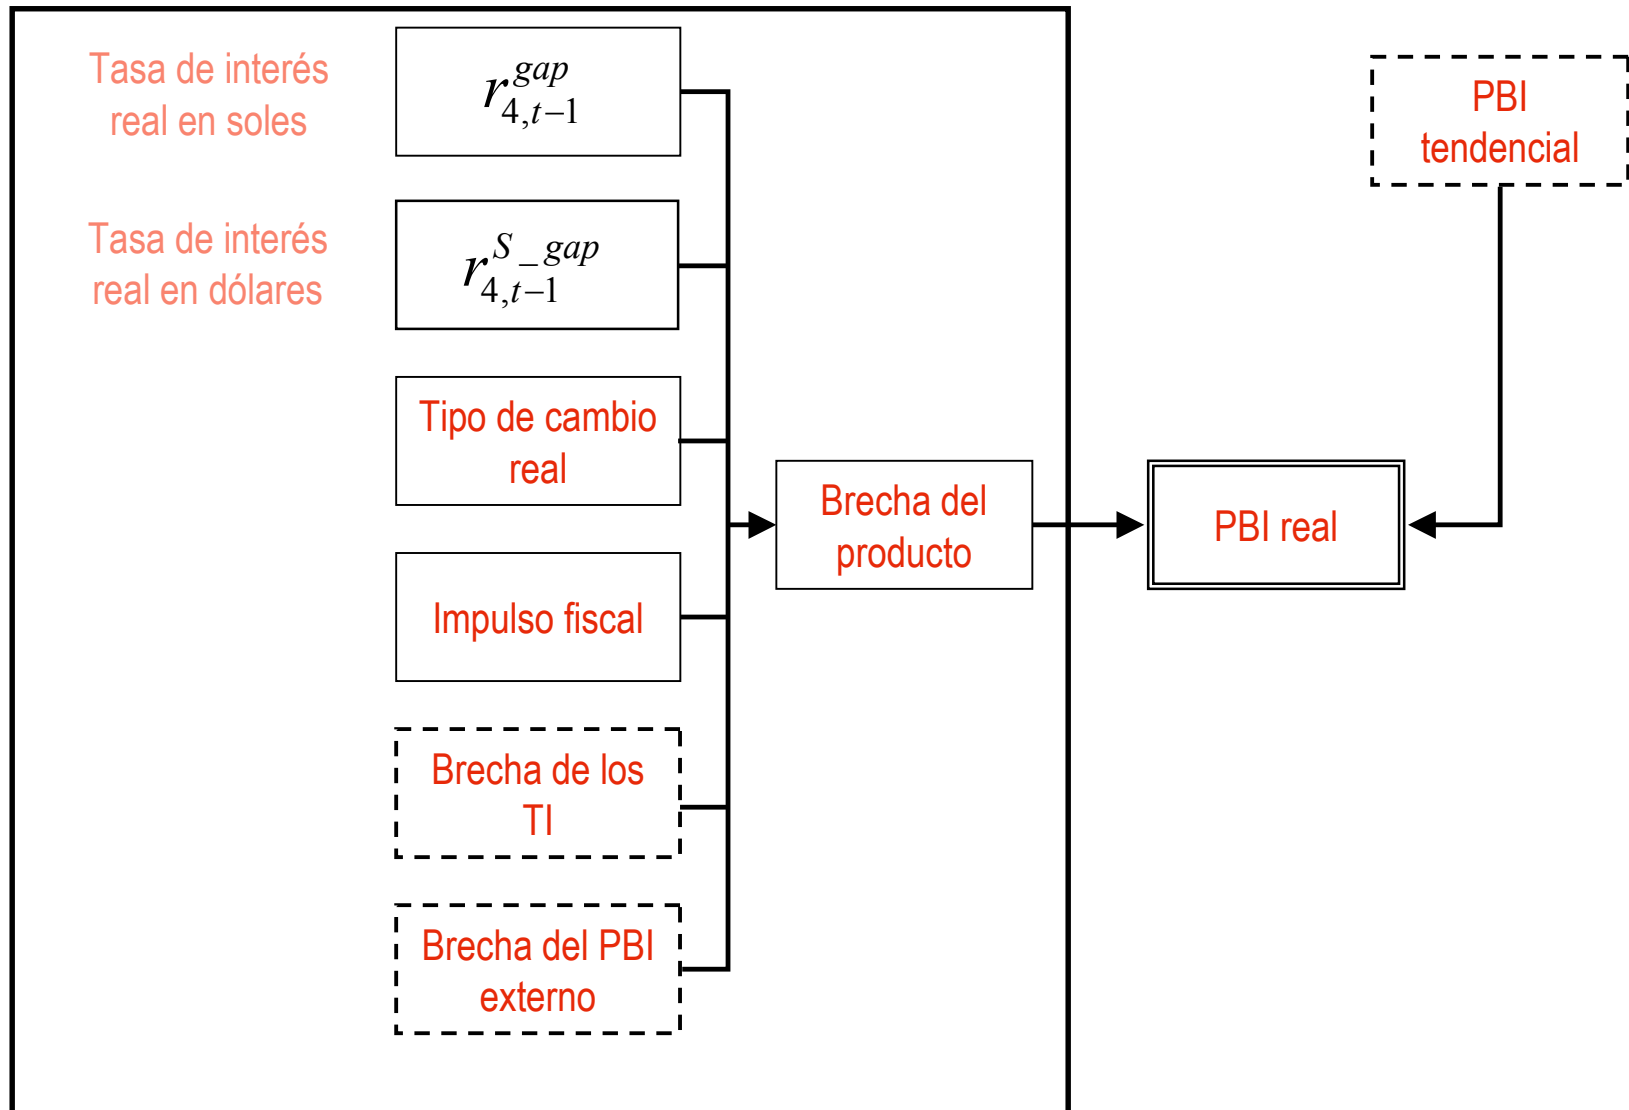 Tasa de interés
real en soles
r_{4,t-1}^{gap}
Tasa de interés
real en dólares
r_{4,t-1}^{S_gap}
Tipo de cambio
real
Impulso fiscal
Brecha de los
TI
Brecha del PBI
externo
Brecha del
producto
PBI real
PBI
tendencial